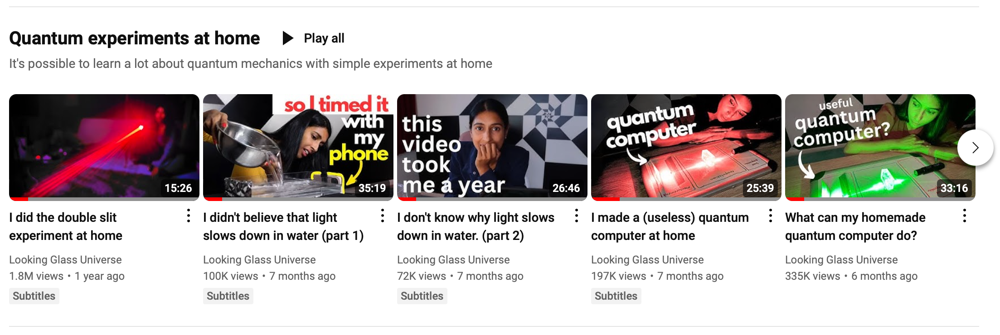 Quantum experiments at home
Play all
It's possible to learn a lot about quantum mechanics with simple experiments at home
15:26
so I timed it
with
my
phone
35:19
this
video
took
me a year
26:46
quantum
computer
25:39
useful
quantum
computer?
33:16
I did the double slit
experiment at home
Looking Glass Universe
1.8M views • 1 year ago
Subtitles
I didn't believe that light
slows down in water (part 1)
Looking Glass Universe
100K views • 7 months ago
Subtitles
I don't know why light slows
down in water. (part 2)
Looking Glass Universe
72K views • 7 months ago
Subtitles
I made a (useless) quantum
computer at home
Looking Glass Universe
197K views • 7 months ago
Subtitles
What can my homemade
quantum computer do?
Looking Glass Universe
335K views • 6 months ago